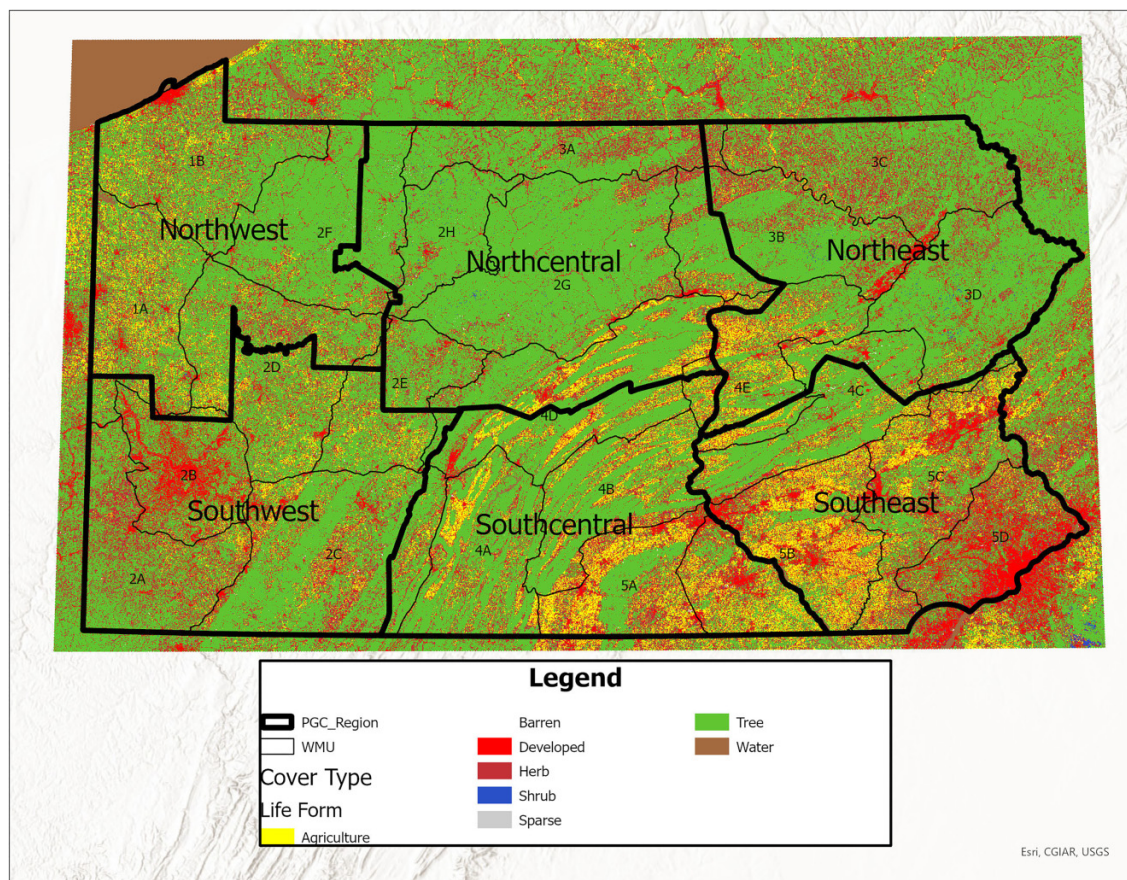 1B
3A
3C
Northwest
2F
2H
3B
Northcentral
Northeast
2G
3D
1A
2D
2E
4E
4C
4D
2B
4B
5C
Southwest
Southcentral
Southeast
5D
2C
4A
5B
2A
5A
Legend
PGC_Region
WMU
Cover Type
Life Form
Agriculture
Barren
Developed
Herb
Shrub
Sparse
Tree
Water
Esri, CGIAR, USGS